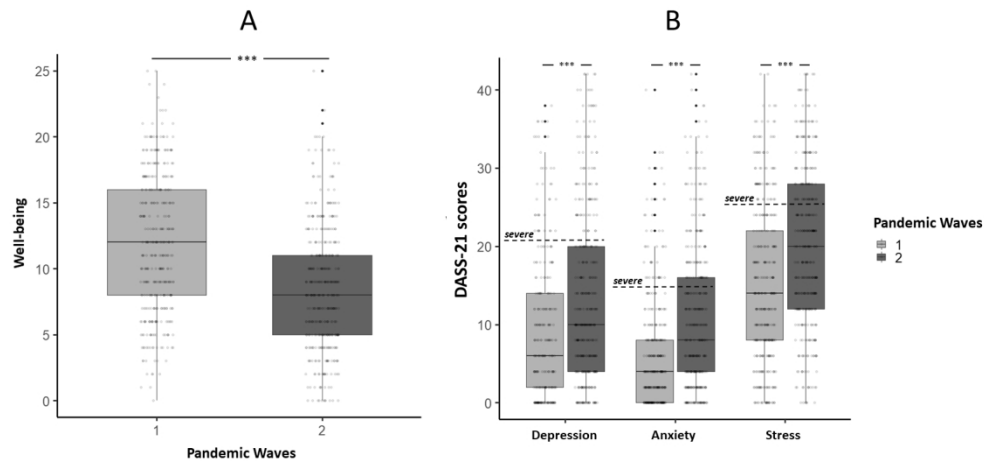 A
***
Well-being
25
20
15
10
5
0
1 2
Pandemic Waves
B
*** *** ***
DASS-21 scores
40
30
20
10
0
severe
severe
severe
Depression Anxiety Stress
Pandemic Waves
1
2